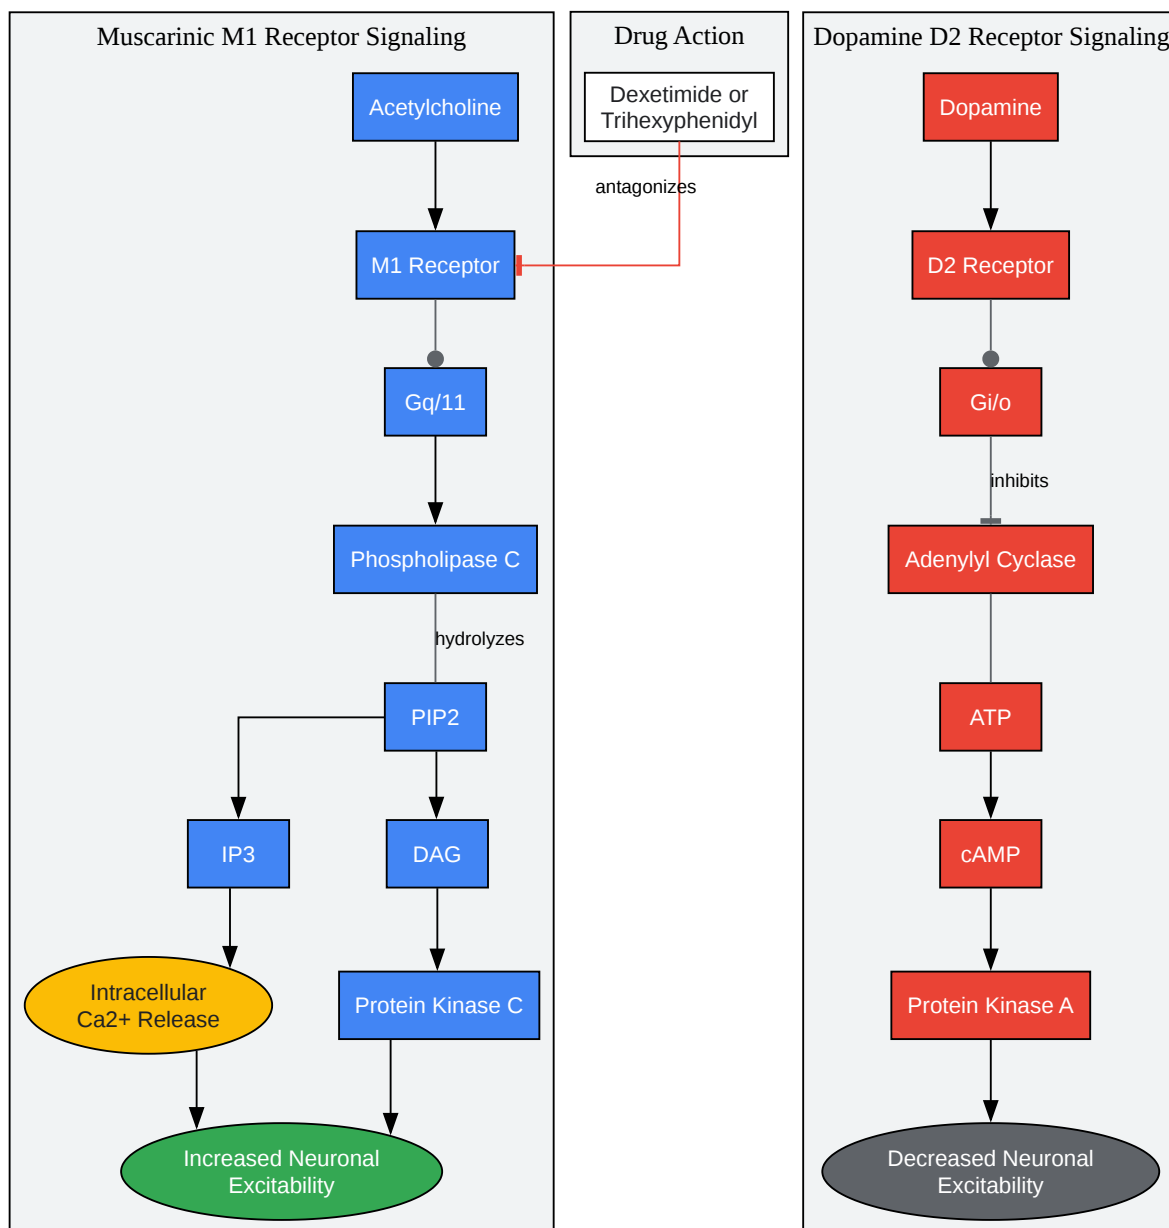 Muscarinic M1 Receptor Signaling
Acetylcholine
M1 Receptor
Gq/11
Phospholipase C
hydrolyzes
PIP2
IP3
DAG
Intracellular
Ca2+ Release
Protein Kinase C
Increased Neuronal
Excitability
Drug Action
Dexetimide or
Trihexyphenidyl
antagonizes
Dopamine D2 Receptor Signaling
Dopamine
D2 Receptor
Gi/o
inhibits
Adenylyl Cyclase
ATP
cAMP
Protein Kinase A
Decreased Neuronal
Excitability